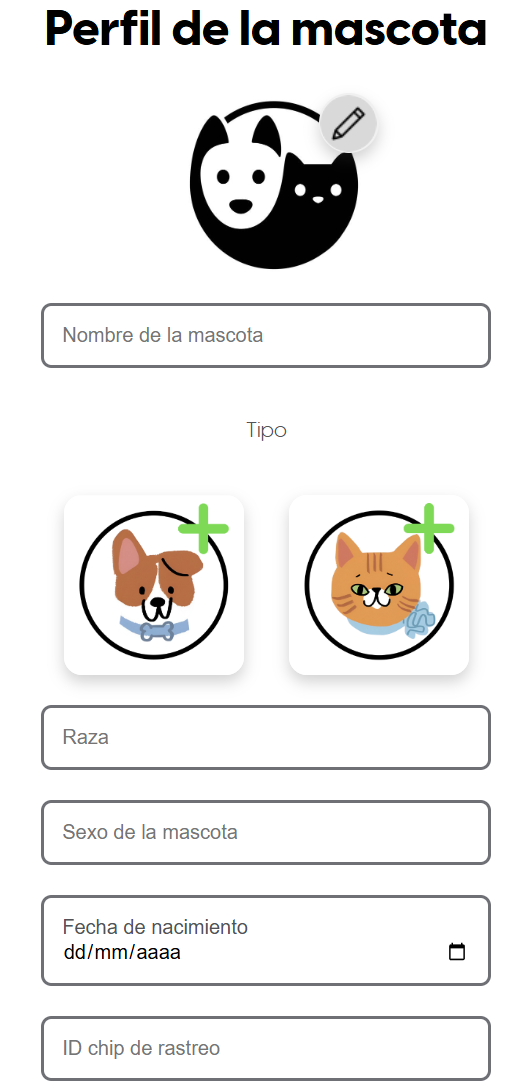 Perfil de la mascota
Nombre de la mascota
Tipo
Raza
Sexo de la mascota
Fecha de nacimiento
dd/mm/aaaa
ID chip de rastreo